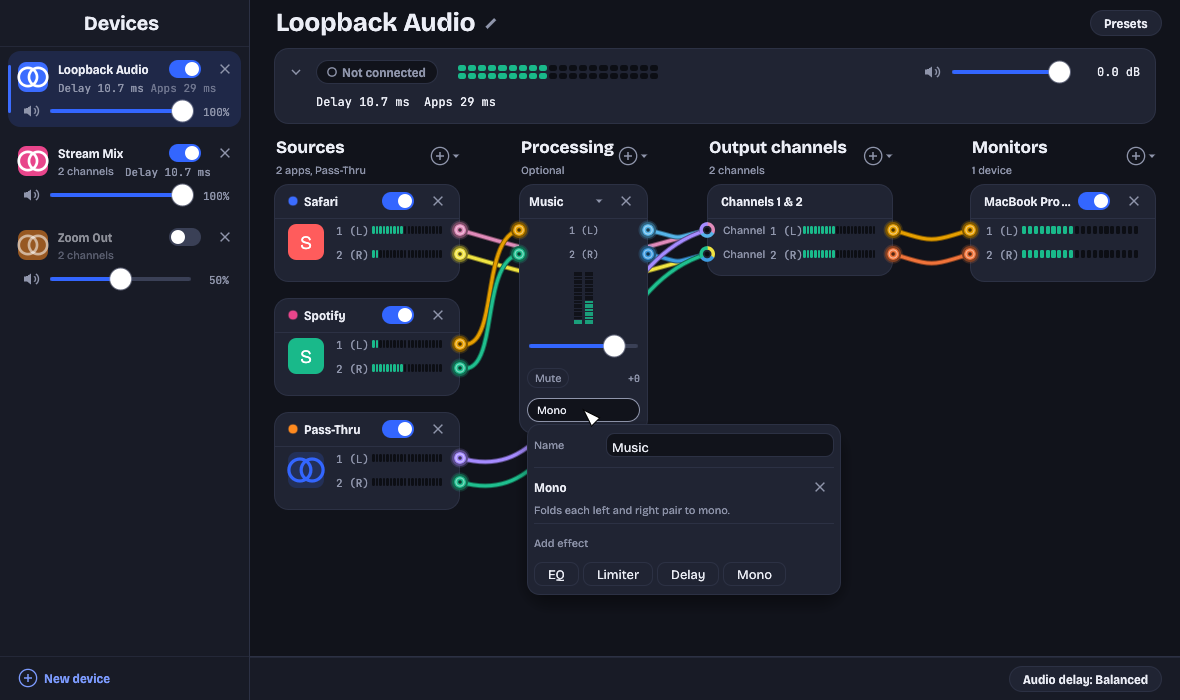 Devices
Loopback Audio
Delay 10.7 ms Apps 29 ms
100%
Stream Mix
2 channels Delay 10.7 ms
100%
Zoom Out
2 channels
50%
New device
Loopback Audio
Presets
Not connected
0.0 dB
Delay 10.7 ms Apps 29 ms
Sources
2 apps, Pass-Thru
Safari
S
1 (L)
2 (R)
Spotify
S
1 (L)
2 (R)
Pass-Thru
1 (L)
2 (R)
Processing
Optional
Music
1 (L)
2 (R)
Mute +0
Mono
Name Music
Mono
Folds each left and right pair to mono.
Add effect
EQ Limiter Delay Mono
Output channels
2 channels
Channels 1 & 2
Channel 1 (L)
Channel 2 (R)
Monitors
1 device
MacBook Pro ...
1 (L)
2 (R)
Audio delay: Balanced